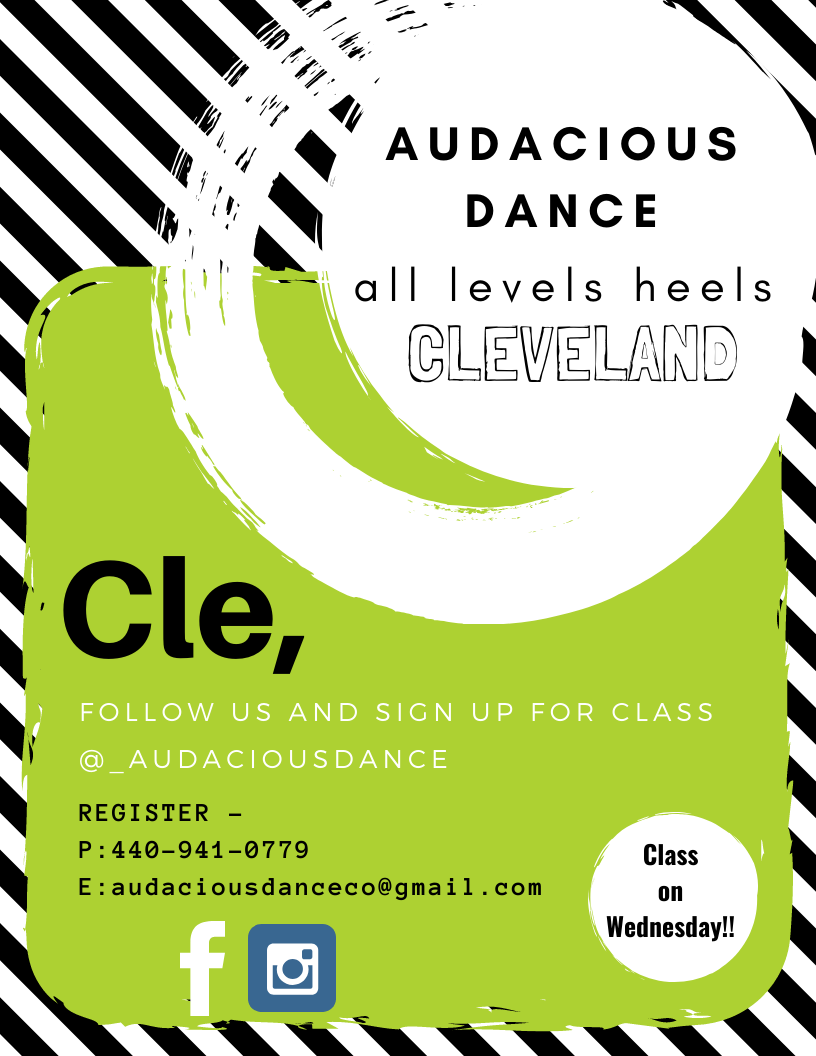 AUDACIOUS
DANCE
all levels heels
CLEVELAND
Cle,
FOLLOW US AND SIGN UP FOR CLASS
@_AUDACIOUSDANCE
REGISTER -
P:440-941-0779
E:audaciousdanceco@gmail.com
Class
on
Wednesday!!